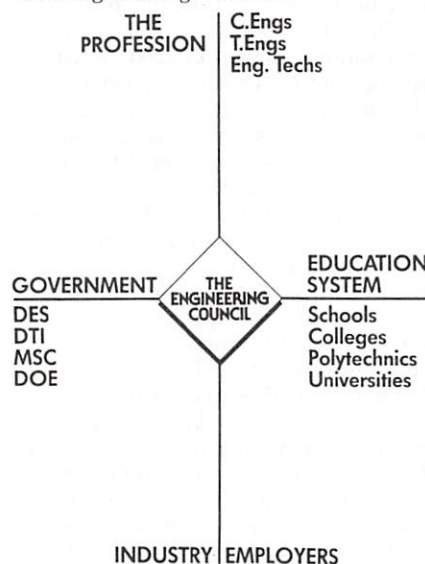 THE
PROFESSION
C.Engs
T.Engs
Eng. Techs
GOVERNMENT
DES
DTI
MSC
DOE
THE
ENGINEERING
COUNCIL
EDUCATION
SYSTEM
Schools
Colleges
Polytechnics
Universities
INDUSTRY EMPLOYERS